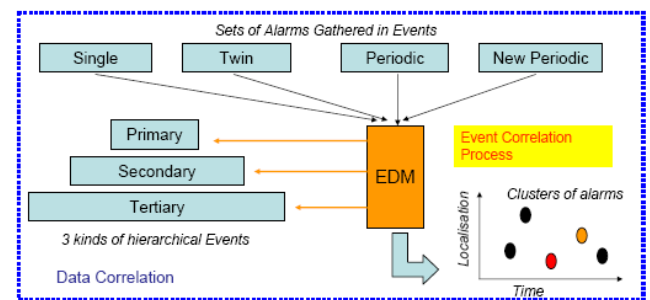 Sets of Alarms Gathered in Events
Single
Twin
Periodic
New Periodic
Primary
Secondary
Tertiary
3 kinds of hierarchical Events
Data Correlation
EDM
Event Correlation
Process
Clusters of alarms
Localisation
Time